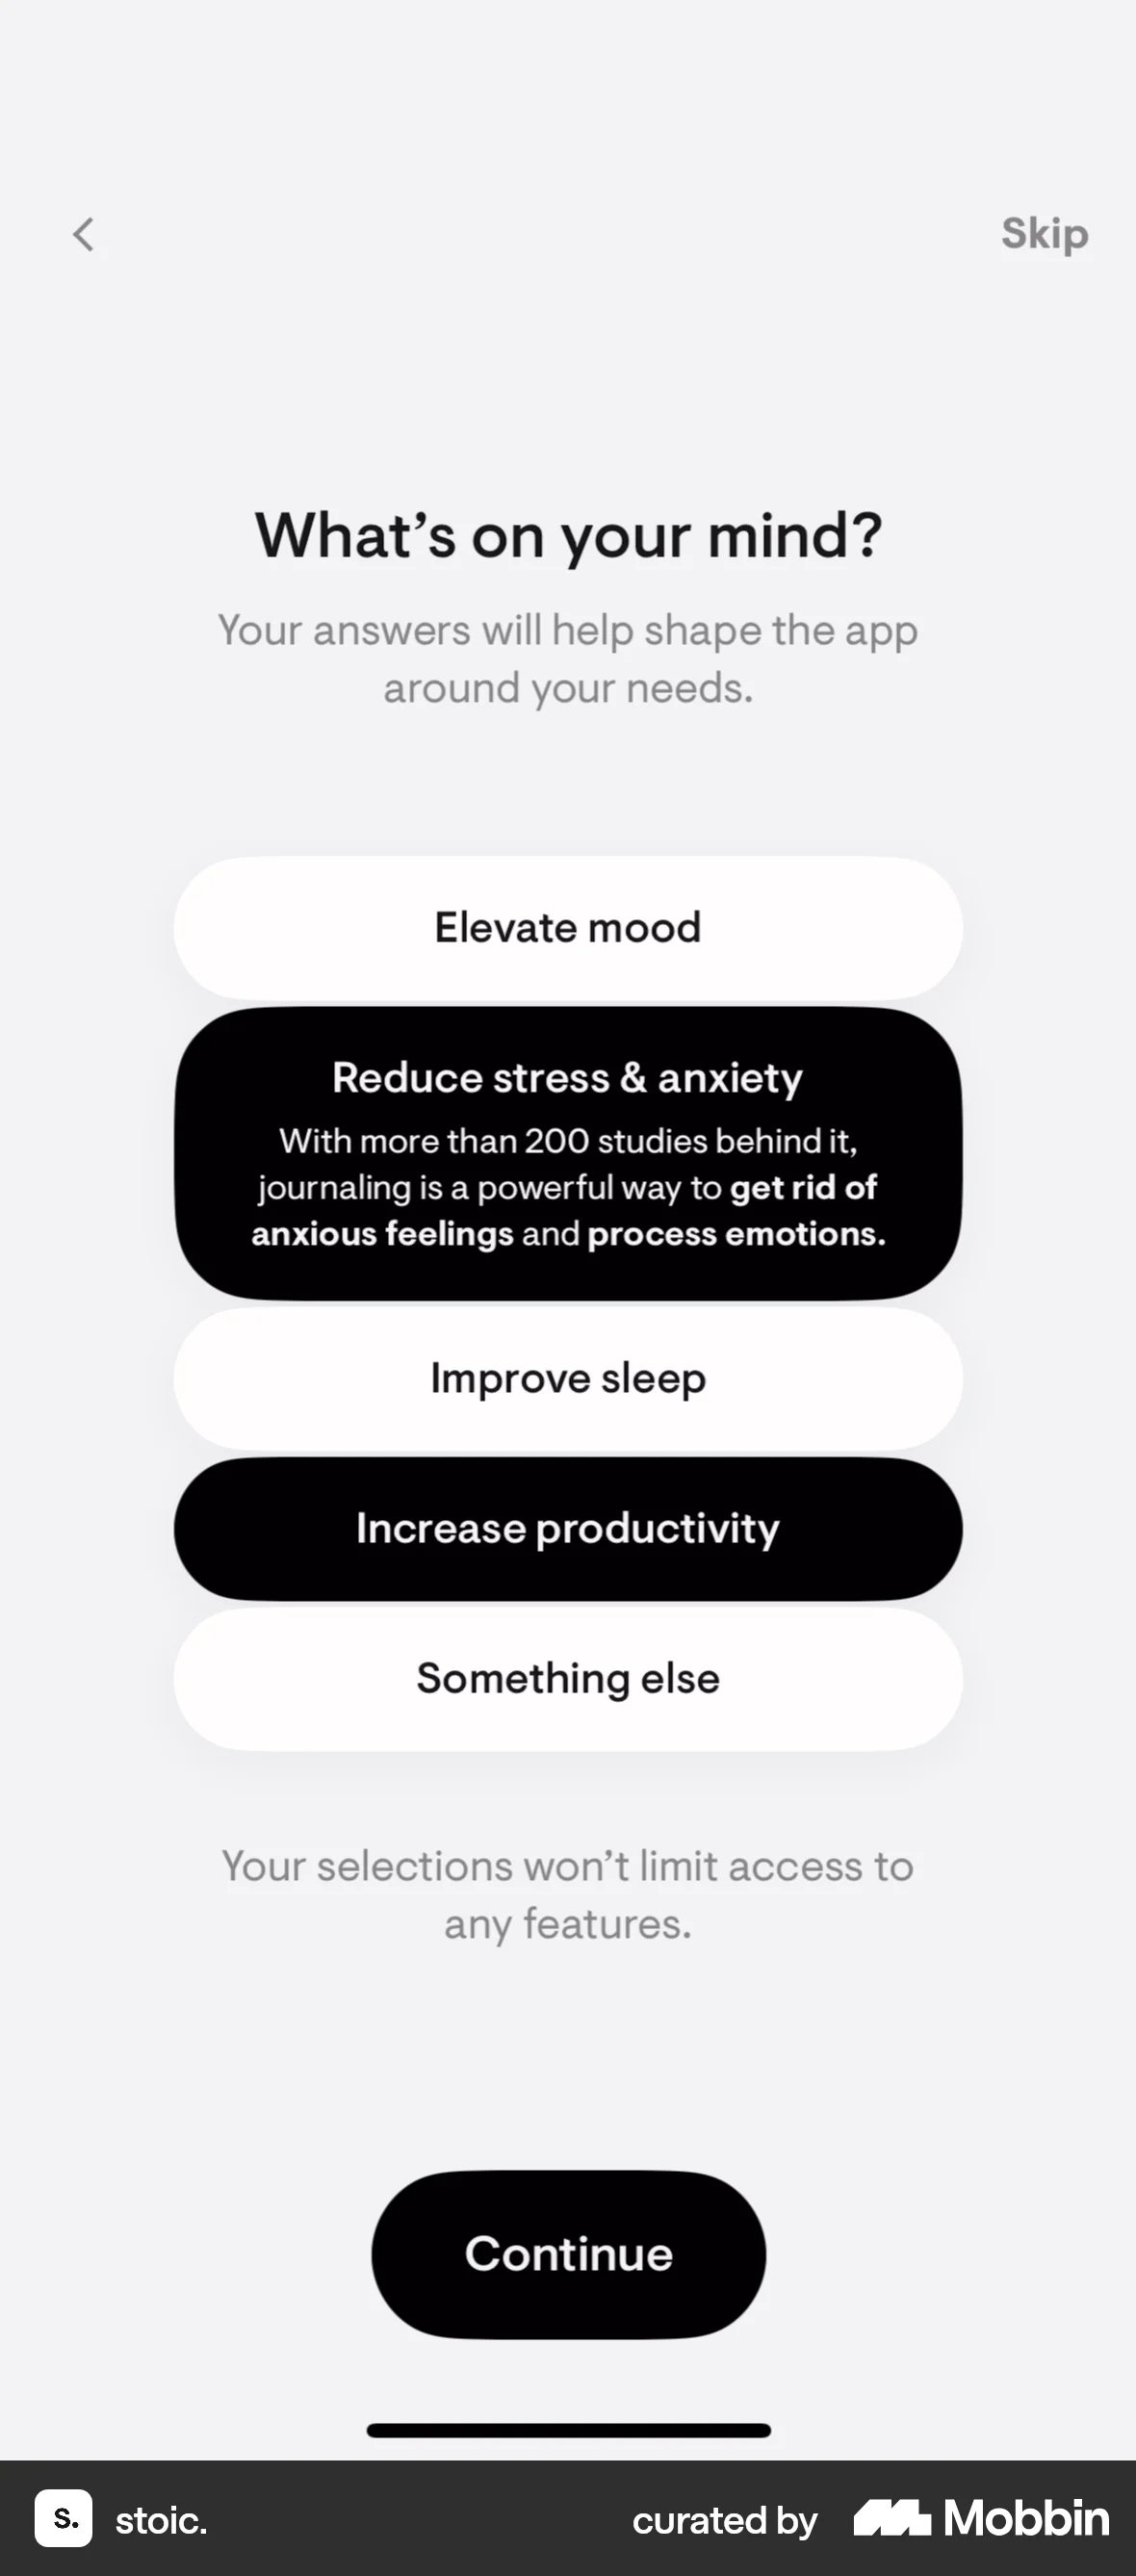 Skip
What’s on your mind?
Your answers will help shape the app
around your needs.
Elevate mood
Reduce stress & anxiety
With more than 200 studies behind it,
journaling is a powerful way to get rid of
anxious feelings and process emotions.
Improve sleep
Increase productivity
Something else
Your selections won’t limit access to
any features.
Continue
s. stoic. curated by Mobbin